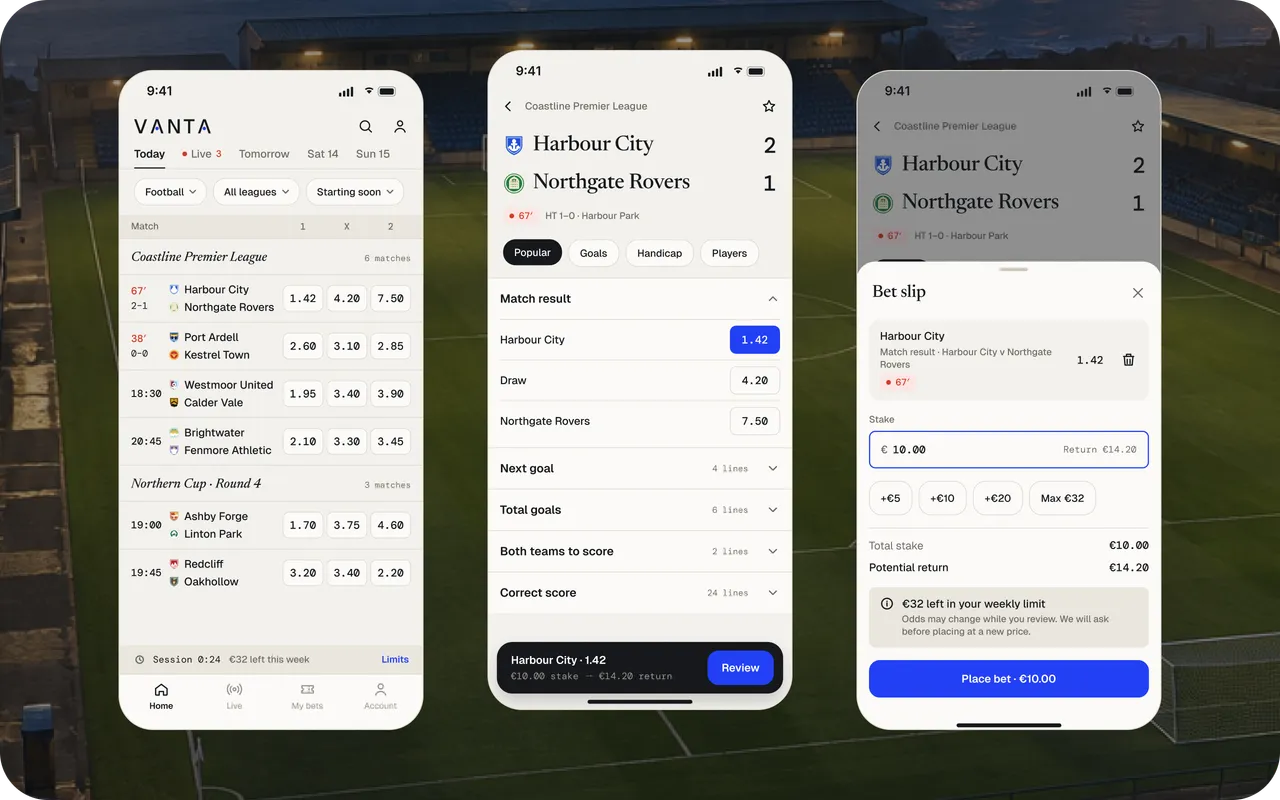 9:41
VANTA
Today
Live 3
Tomorrow
Sat 14
Sun 15
Football
All leagues
Starting soon
Match 1 X 2
Coastline Premier League 6 matches
67′ Harbour City 1.42 4.20 7.50
2–1 Northgate Rovers
38′ Port Ardell 2.60 3.10 2.85
0–0 Kestrel Town
18:30 Westmoor United 1.95 3.40 3.90
Calder Vale
20:45 Brightwater 2.10 3.30 3.45
Fenmore Athletic
Northern Cup · Round 4 3 matches
19:00 Ashby Forge 1.70 3.75 4.60
Linton Park
19:45 Redcliff 3.20 3.40 2.20
Oakhollow
Session 0:24 €32 left this week Limits
Home Live My bets Account
9:41
Coastline Premier League
Harbour City 2
Northgate Rovers 1
67′ HT 1–0 · Harbour Park
Popular Goals Handicap Players
Match result
Harbour City 1.42
Draw 4.20
Northgate Rovers 7.50
Next goal 4 lines
Total goals 6 lines
Both teams to score 2 lines
Correct score 24 lines
Harbour City · 1.42
€10.00 stake — €14.20 return
Review
9:41
Coastline Premier League
Harbour City 2
Northgate Rovers 1
67′ HT 1–0 · Harbour Park
Bet slip
Harbour City
Match result · Harbour City v Northgate
Rovers
1.42
67′
Stake
€ 10.00 Return €14.20
+€5 +€10 +€20 Max €32
Total stake €10.00
Potential return €14.20
€32 left in your weekly limit
Odds may change while you review. We will ask
before placing at a new price.
Place bet · €10.00